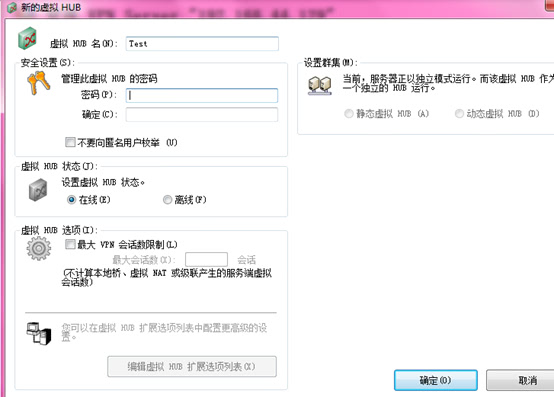 新的虚拟 HUB
虚拟 HUB 名(N): Test
安全设置(S):
管理此虚拟 HUB 的密码
密码(P):
确定(C):
不要向匿名用户枚举 (U)
虚拟 HUB 状态(J):
设置虚拟 HUB 状态。
在线(E)
离线(F)
虚拟 HUB 选项(I):
最大 VPN 会话数限制(L)
最大会话数(X): 会话
(不计算本地桥、虚拟 NAT 或级联产生的服务端虚拟
会话数)
您可以在虚拟 HUB 扩展选项列表中配置更高级的设
置。
编辑虚拟 HUB 扩展选项列表(X)
设置群集(M):
当前，服务器正以独立模式运行。而该虚拟 HUB 作为
一个独立的 HUB 运行。
静态虚拟 HUB (A)
动态虚拟 HUB (D)
确定(O)
取消